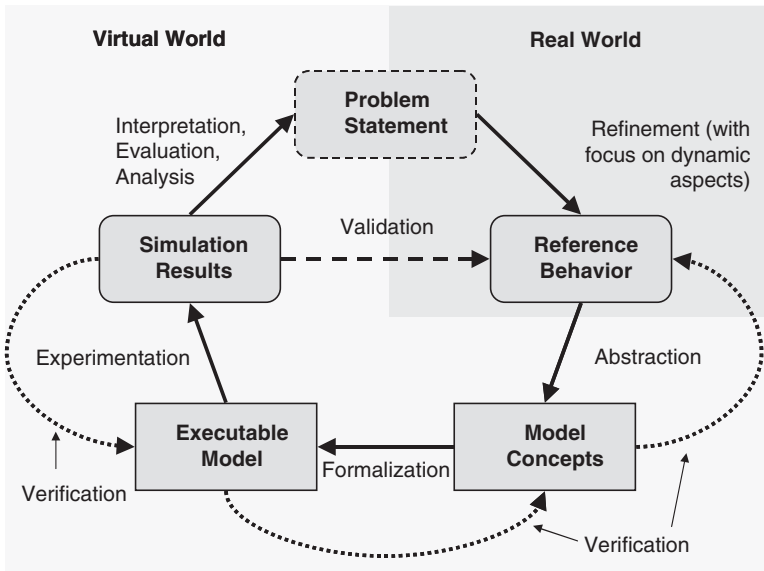 Virtual World
Real World
Problem
Statement
Interpretation,
Evaluation,
Analysis
Refinement (with
focus on dynamic
aspects)
Simulation
Results
Validation
Reference
Behavior
Experimentation
Abstraction
Executable
Model
Formalization
Model
Concepts
Verification
Verification